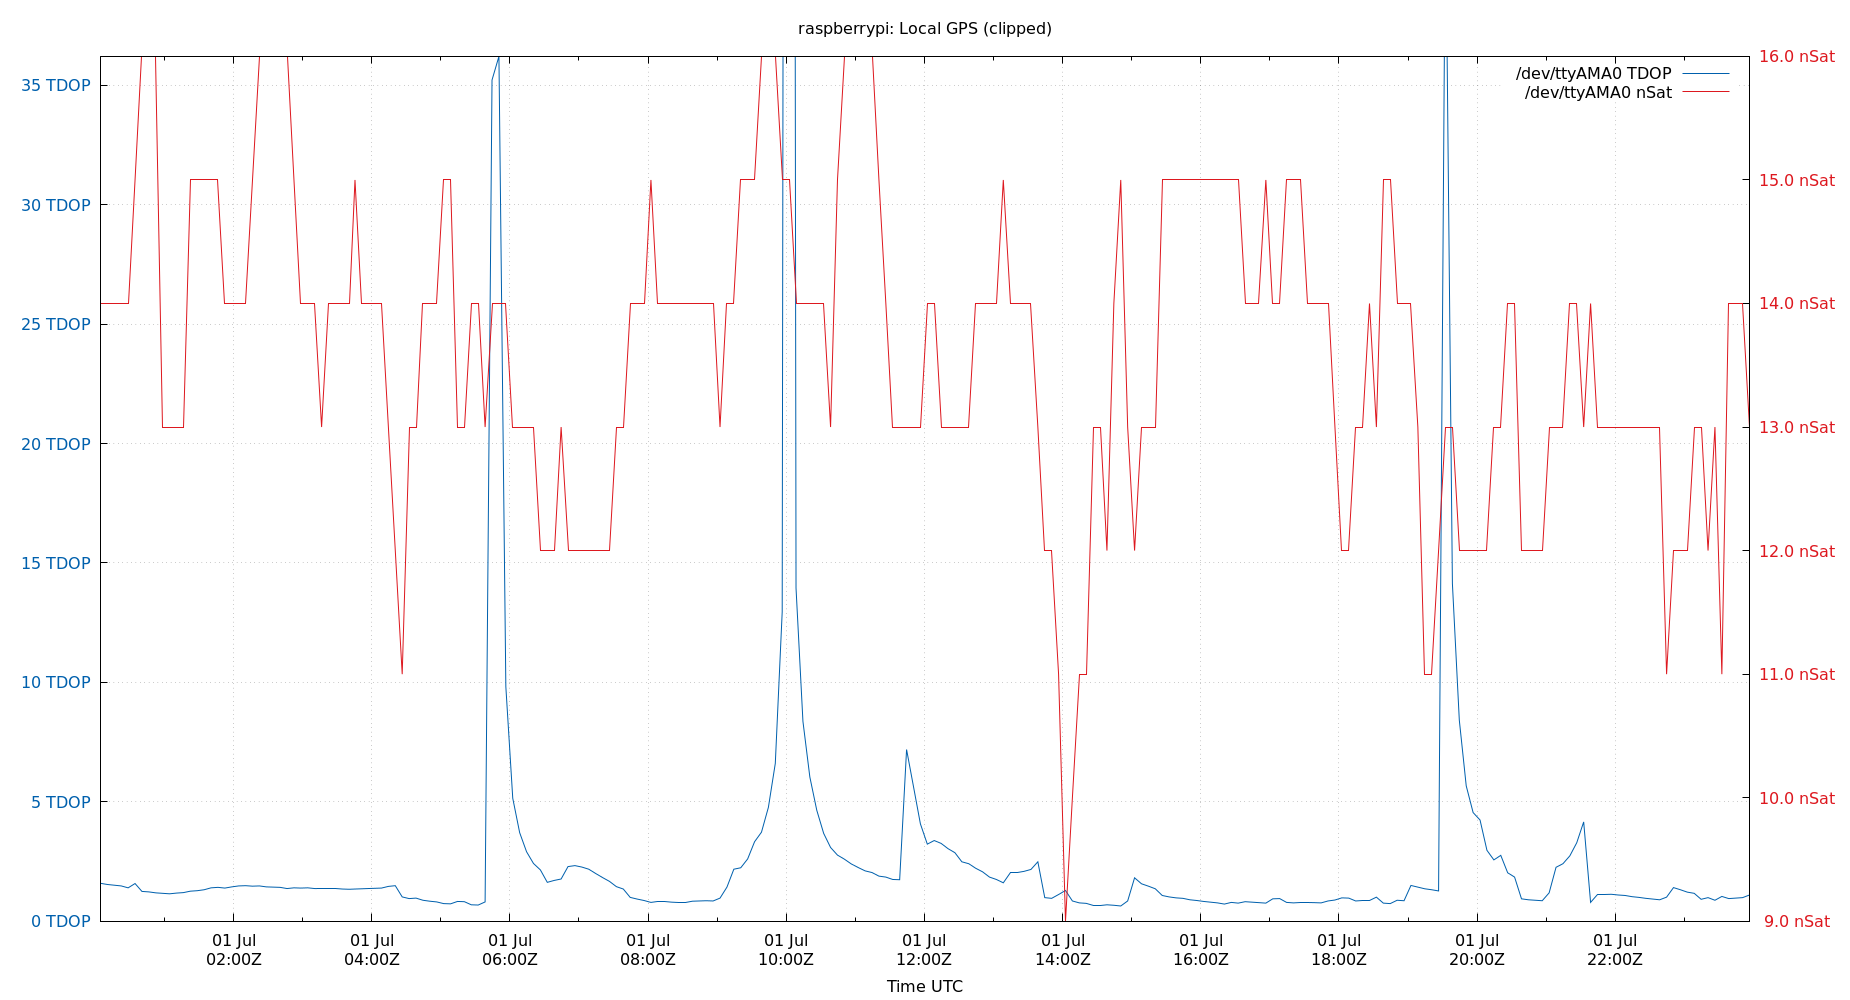 raspberrypi: Local GPS (clipped)
/dev/ttyAMA0 TDOP
/dev/ttyAMA0 nSat
35 TDOP
30 TDOP
25 TDOP
20 TDOP
15 TDOP
10 TDOP
5 TDOP
0 TDOP
16.0 nSat
15.0 nSat
14.0 nSat
13.0 nSat
12.0 nSat
11.0 nSat
10.0 nSat
9.0 nSat
01 Jul
02:00Z
01 Jul
04:00Z
01 Jul
06:00Z
01 Jul
08:00Z
01 Jul
10:00Z
01 Jul
12:00Z
01 Jul
14:00Z
01 Jul
16:00Z
01 Jul
18:00Z
01 Jul
20:00Z
01 Jul
22:00Z
Time UTC